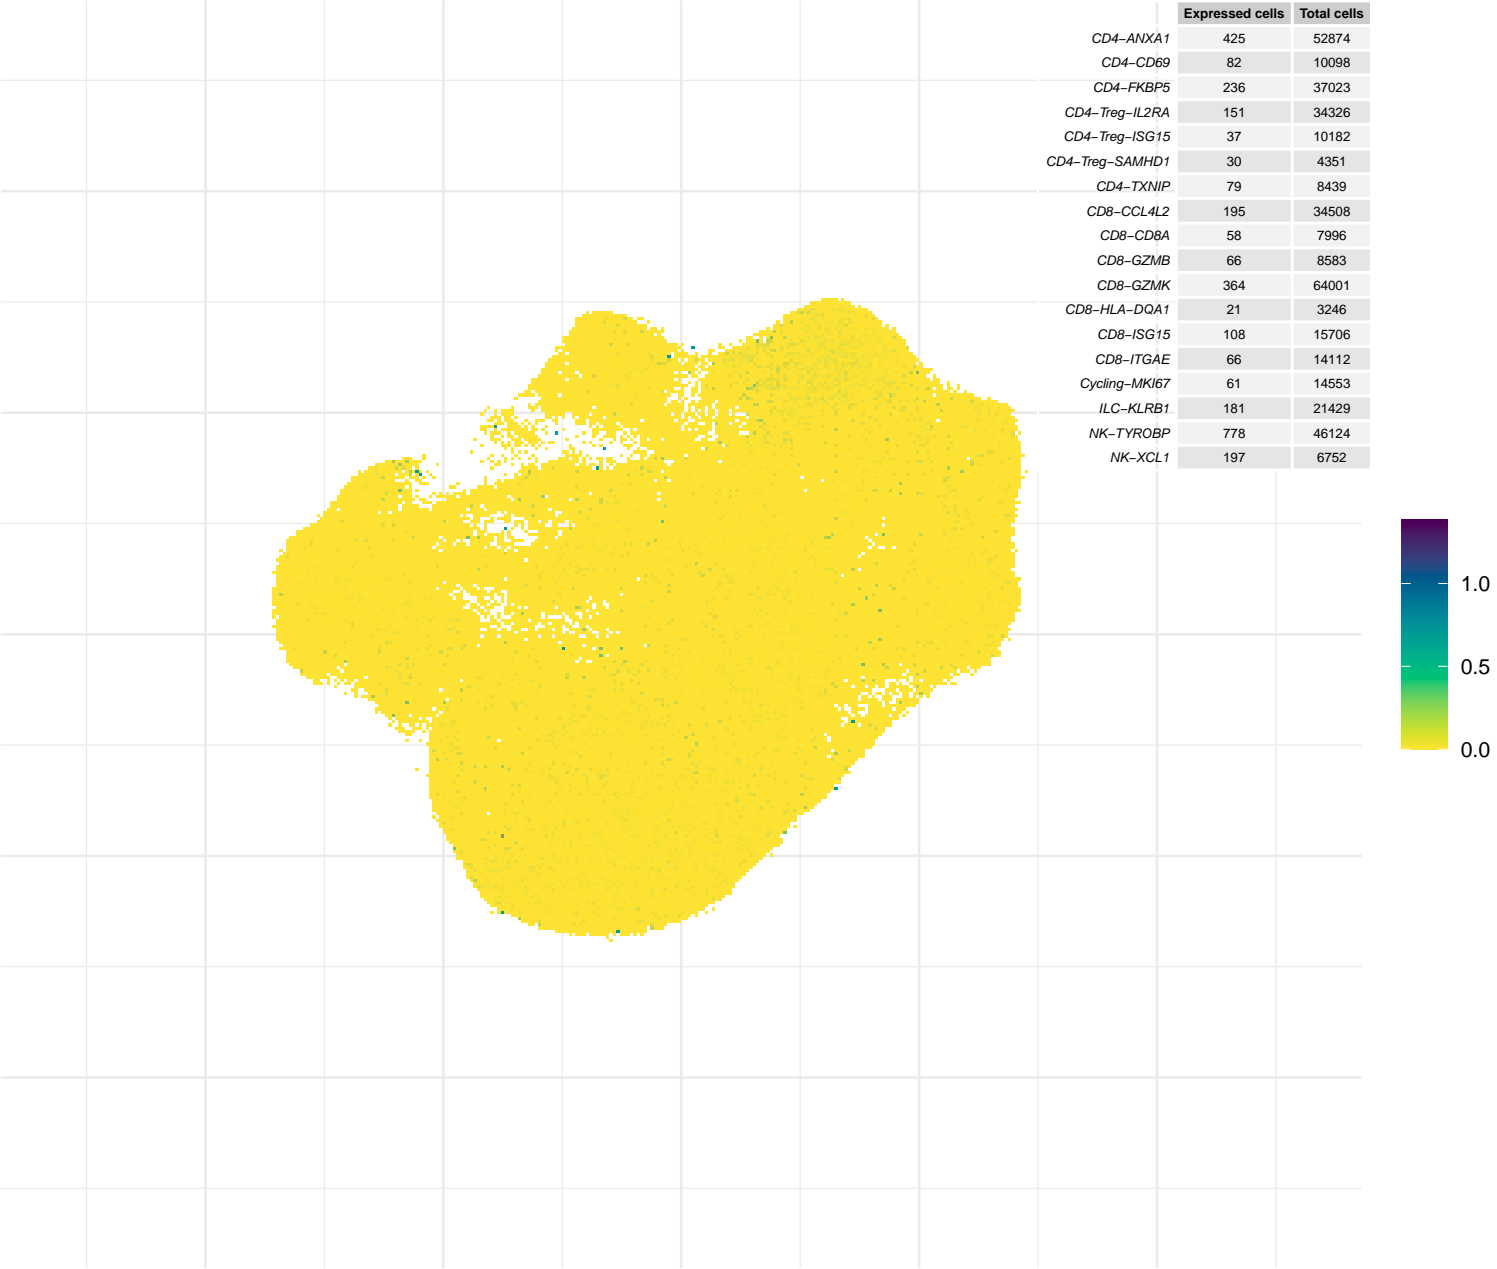 Expressed cells Total cells
CD4−ANXA1 425 52874
CD4−CD69 82 10098
CD4−FKBP5 236 37023
CD4−Treg−IL2RA 151 34326
CD4−Treg−ISG15 37 10182
CD4−Treg−SAMHD1 30 4351
CD4−TXNIP 79 8439
CD8−CCL4L2 195 34508
CD8−CD8A 58 7996
CD8−GZMB 66 8583
CD8−GZMK 364 64001
CD8−HLA−DQA1 21 3246
CD8−ISG15 108 15706
CD8−ITGAE 66 14112
Cycling−MKI67 61 14553
ILC−KLRB1 181 21429
NK−TYROBP 778 46124
NK−XCL1 197 6752
1.0
0.5
0.0